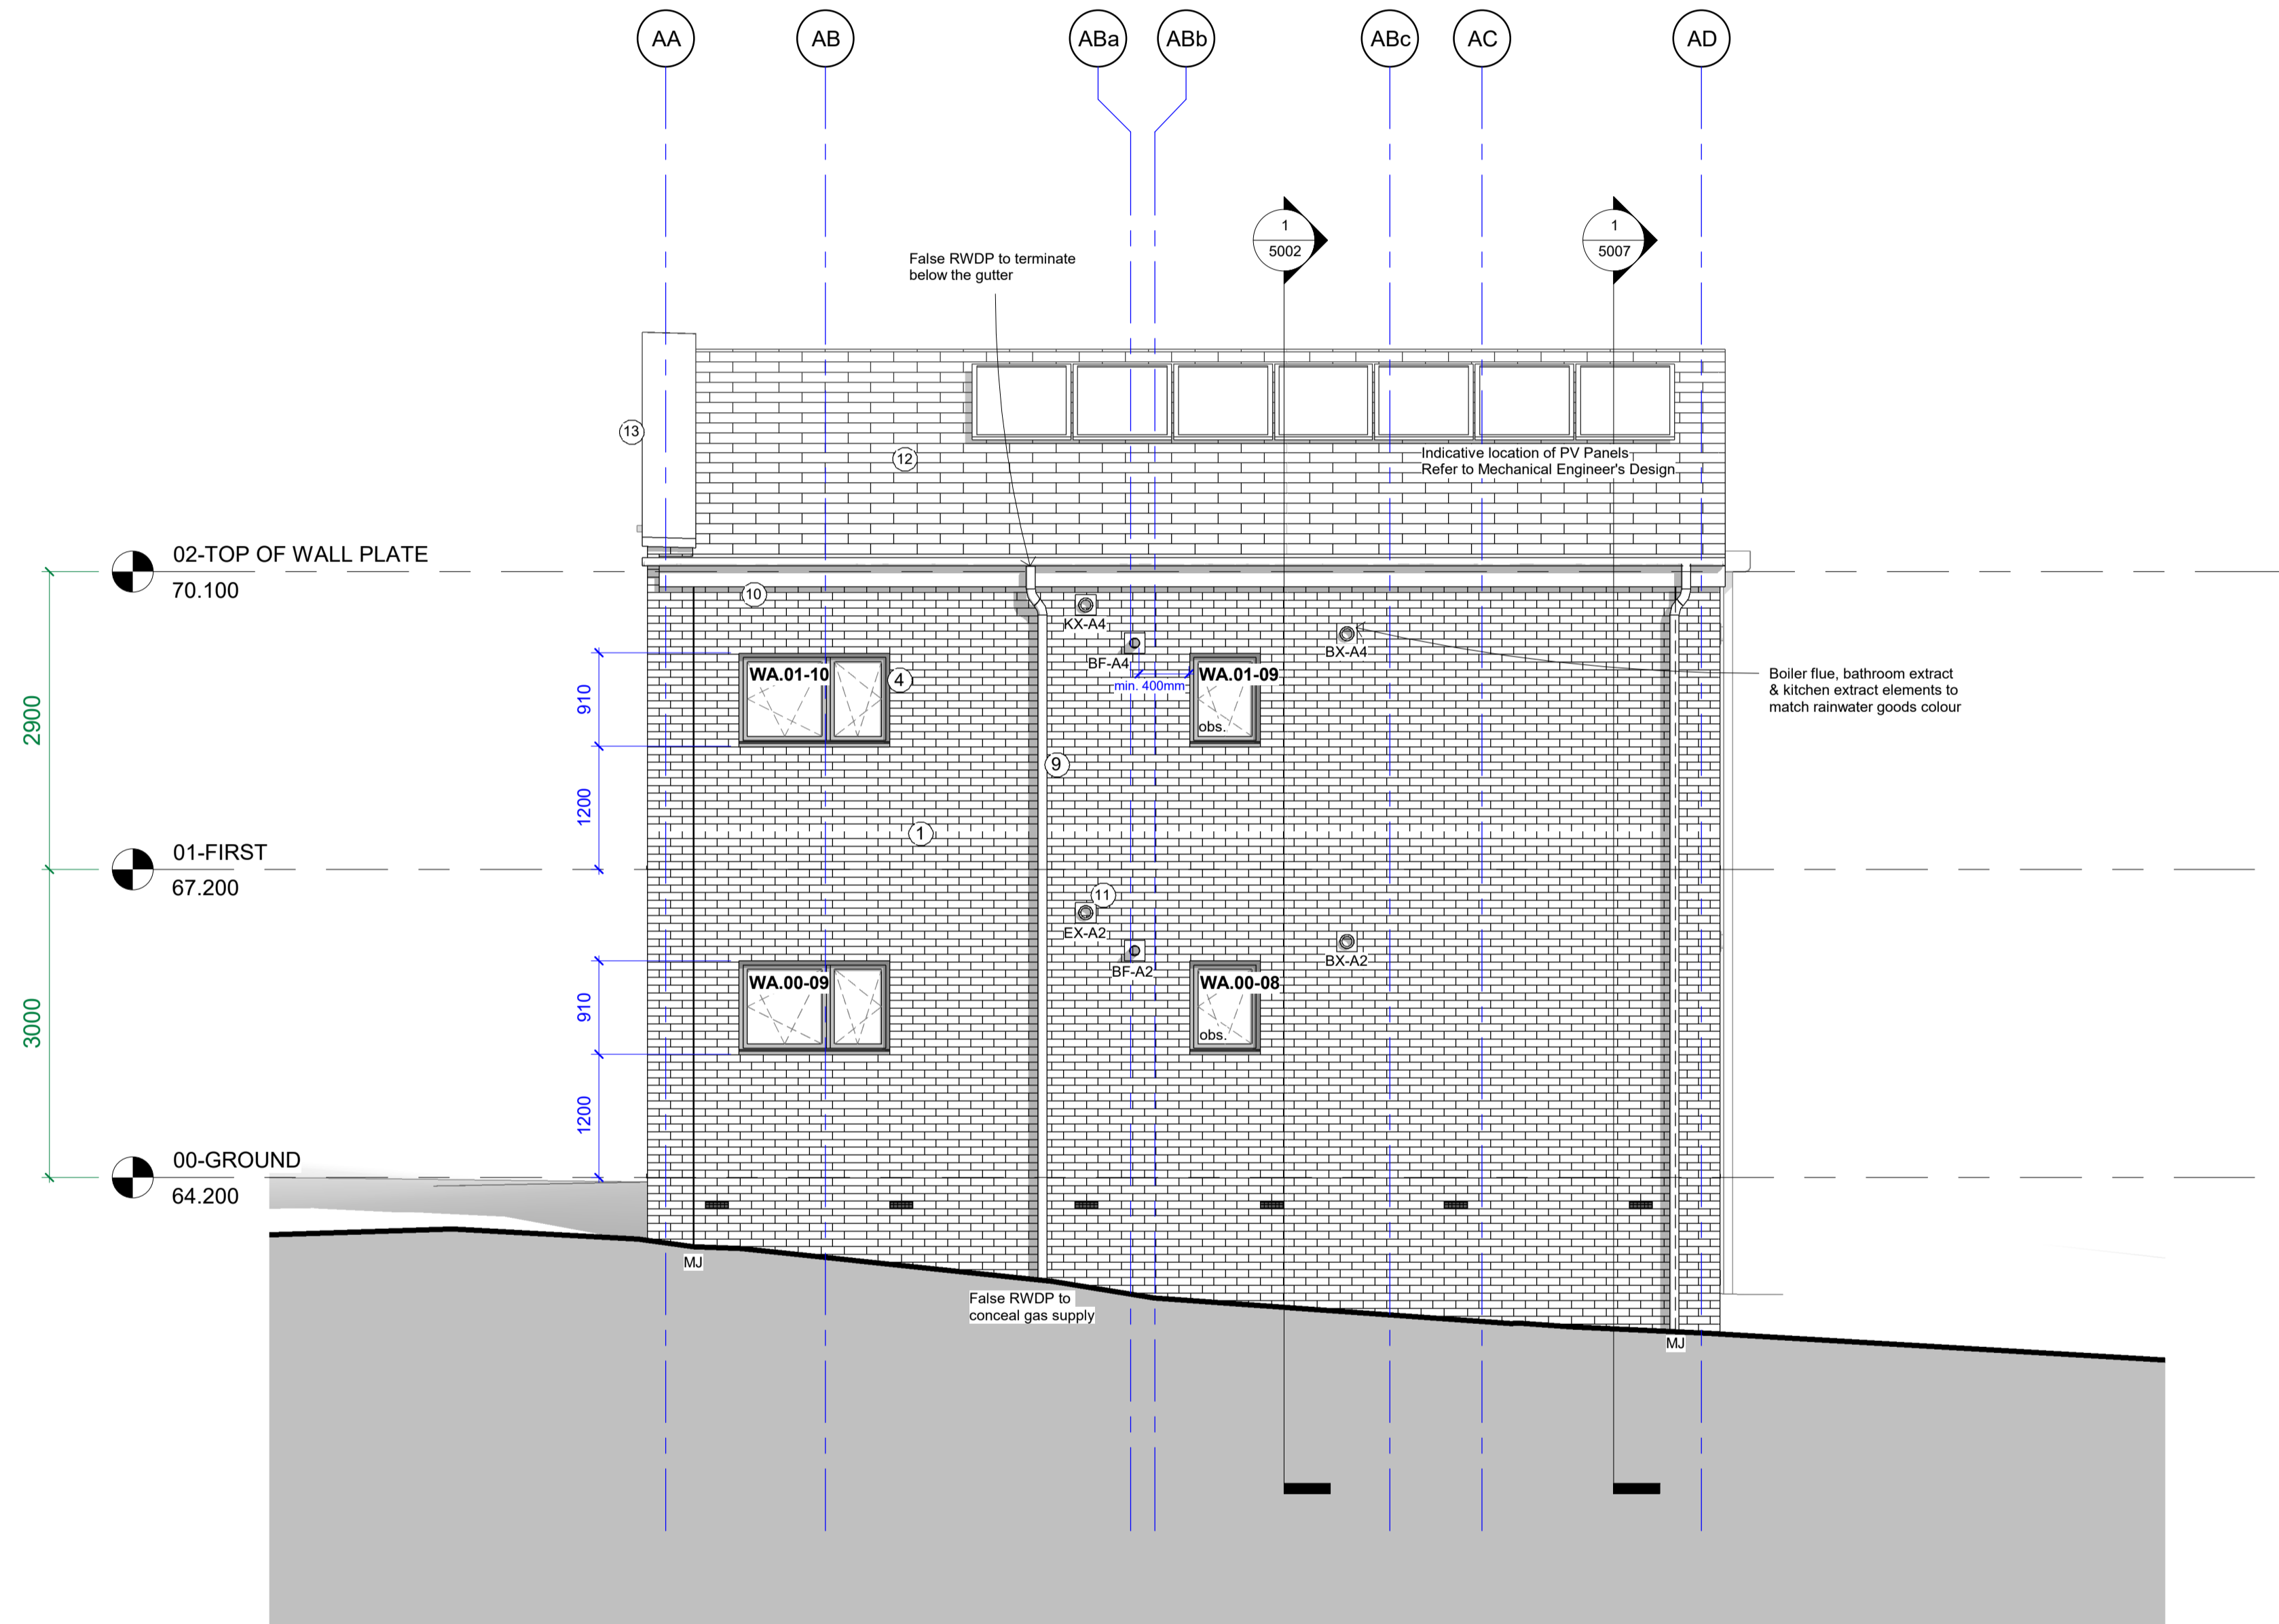 AA
AB
ABa
ABb
ABc
AC
AD
1
5002
1
5007
False RWDP to terminate
below the gutter
13
12
Indicative location of PV Panels
Refer to Mechanical Engineer's Design
02-TOP OF WALL PLATE
70.100
10
KX-A4
BF-A4
BX-A4
min. 400mm
WA.01-10
4
WA.01-09
obs.
Boiler flue, bathroom extract
& kitchen extract elements to
match rainwater goods colour
2900
910
1200
9
1
01-FIRST
67.200
11
EX-A2
BF-A2
BX-A2
WA.00-09
WA.00-08
obs.
3000
910
1200
00-GROUND
64.200
MJ
False RWDP to
conceal gas supply
MJ